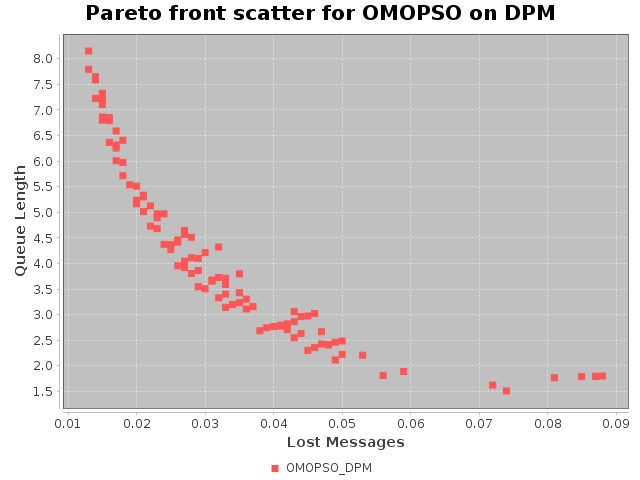 Pareto front scatter for OMOPSO on DPM
Queue Length
8.0
7.5
7.0
6.5
6.0
5.5
5.0
4.5
4.0
3.5
3.0
2.5
2.0
1.5
0.01 0.02 0.03 0.04 0.05 0.06 0.07 0.08 0.09
Lost Messages
OMOPSO_DPM